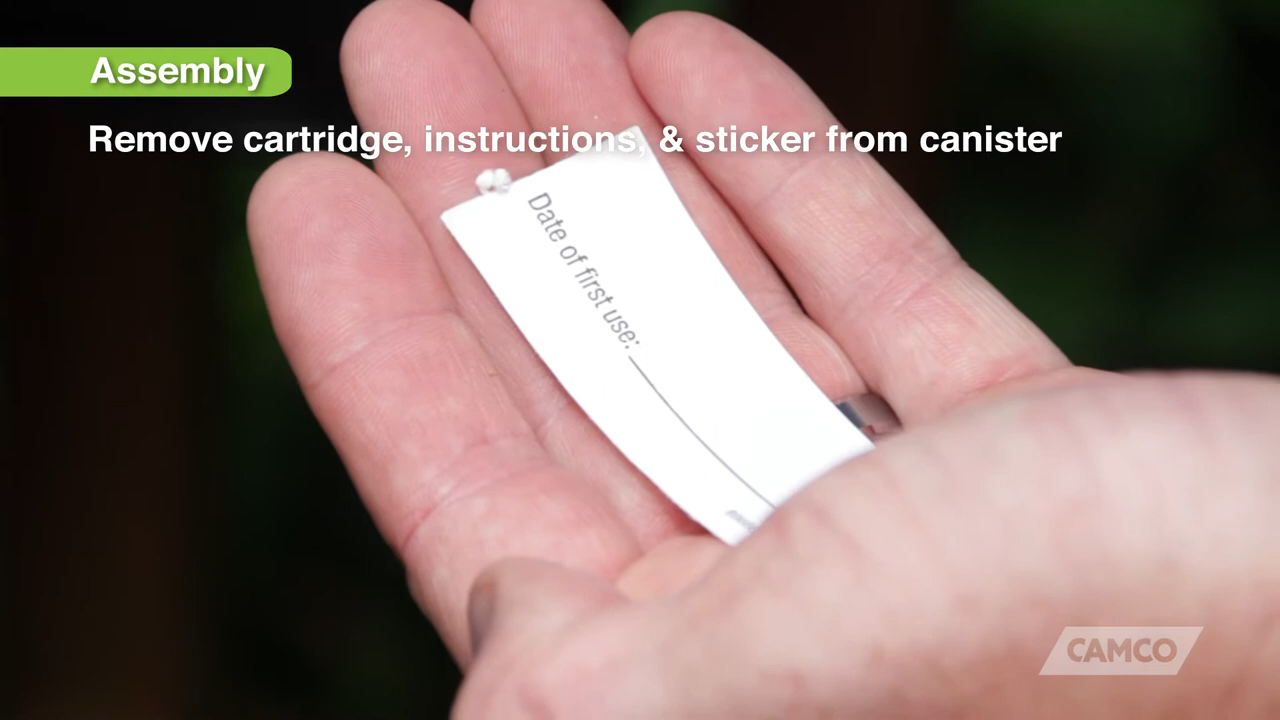 Assembly
Remove cartridge, instructions, & sticker from canister
Date of first use:
CAMCO